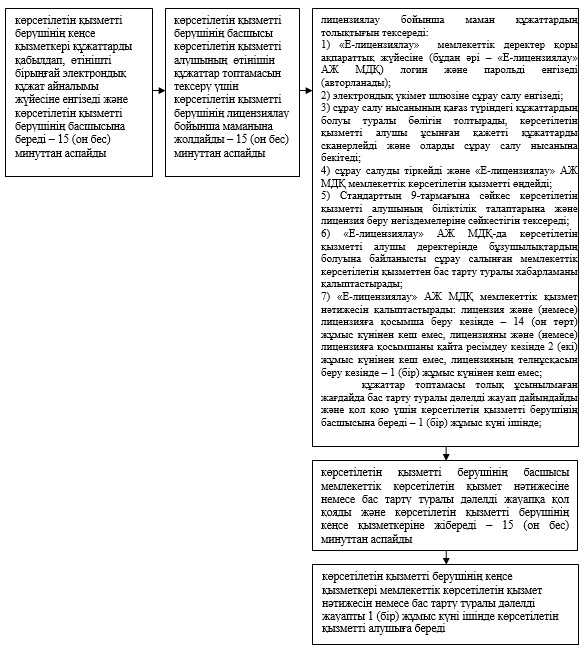 көрсетілетін қызметті
берушінің кеңсе
қызметкері құжаттарды
қабылдап, өтінішті
бірыңғай электрондық
құжат айналымы
жүйесіне енгізеді және
көрсетілетін қызметті
берушінің басшысына
береді – 15 (он бес)
минуттан аспайды
көрсетілетін қызметті
берушінің басшысы
көрсетілетін қызметті
алушының өтінішін
құжаттар топтамасын
тексеру үшін
көрсетілетін қызметті
берушінің лицензиялау
бойынша маманына
жолдайды – 15 (он бес)
минуттан аспайды
лицензиялау бойынша маман құжаттардың
толықтығын тексереді:
1) «Е-лицензиялау» мемлекеттік деректер қоры
ақпараттық жүйесіне (бұдан әрі – «Е-лицензиялау»
АЖ МДҚ) логин және парольді енгізеді
(авторланады);
2) электрондық үкімет шлюзіне сұрау салу енгізеді;
3) сұрау салу нысанының қағаз түріндегі құжаттардың
болуы туралы бөлігін толтырады, көрсетілетін
қызметті алушы ұсынған қажетті құжаттарды
сканерлейді және оларды сұрау салу нысанына
бекітеді;
4) сұрау салуды тіркейді және «Е-лицензиялау» АЖ
МДҚ мемлекеттік көрсетілетін қызметті өңдейді;
5) Стандарттың 9-тармағына сәйкес көрсетілетін
қызметті алушының біліктілік талаптарына және
лицензия беру негіздемелеріне сәйкестігін тексереді;
6) «Е-лицензиялау» АЖ МДҚ-да көрсетілетін
қызметті алушы деректерінде бұзушылықтардың
болуына байланысты сұрау салынған мемлекеттік
көрсетілетін қызметтен бас тарту туралы хабарламаны
қалыптастырады;
7) «Е-лицензиялау» АЖ МДҚ мемлекеттік қызмет
нәтижесін қалыптастырады: лицензия және (немесе)
лицензияға қосымша беру кезінде – 14 (он төрт)
жұмыс күнінен кеш емес, лицензияны және (немесе)
лицензияға қосымшаны қайта ресімдеу кезінде 2 (екі)
жұмыс күнінен кеш емес, лицензияның телнұсқасын
беру кезінде – 1 (бір) жұмыс күнінен кеш емес;
құжаттар топтамасы толық ұсынылмаған
жағдайда бас тарту туралы дәлелді жауап дайындайды
және қол қою үшін көрсетілетін қызметті берушінің
басшысына береді – 1 (бір) жұмыс күні ішінде;
көрсетілетін қызметті берушінің басшысы
мемлекеттік көрсетілетін қызмет нәтижесіне
немесе бас тарту туралы дәлелді жауапқа қол
қояды және көрсетілетін қызметті берушінің
кеңсе қызметкеріне жібереді – 15 (он бес)
минуттан аспайды
көрсетілетін қызметті берушінің кеңсе
қызметкері мемлекеттік көрсетілетін қызмет
нәтижесін немесе бас тарту туралы дәлелді
жауапты 1 (бір) жұмыс күні ішінде көрсетілетін
қызметті алушыға береді